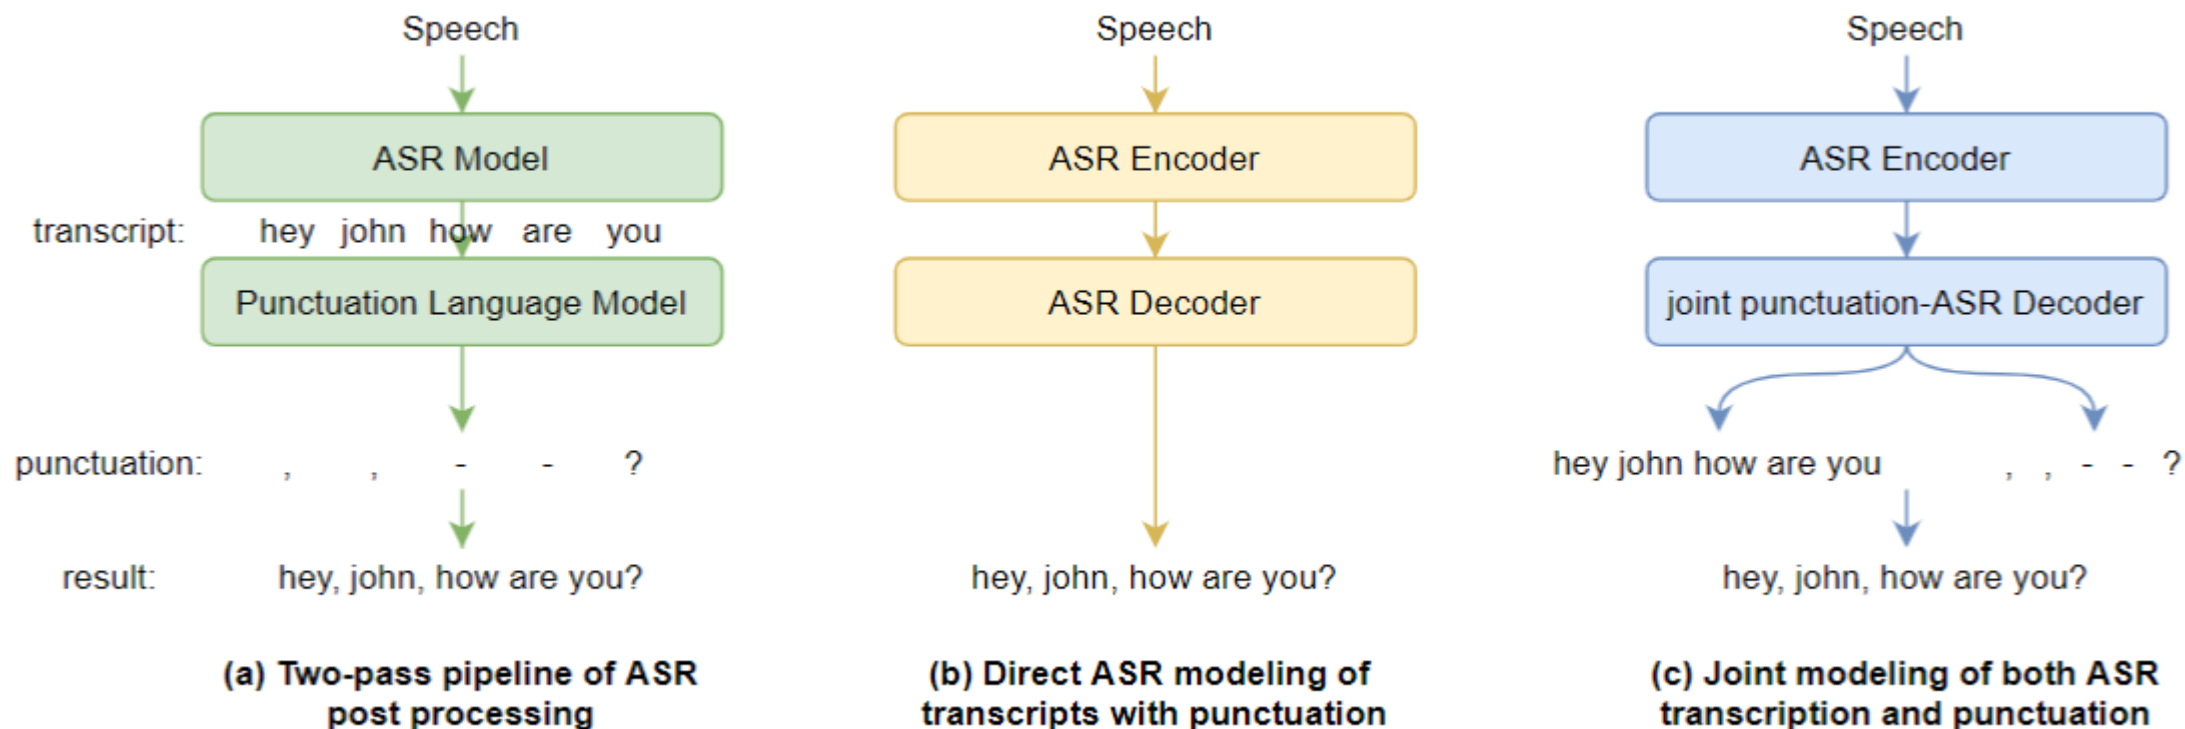 Speech
ASR Model
transcript: hey john how are you
Punctuation Language Model
punctuation: , , - - ?
result: hey, john, how are you?
(a) Two-pass pipeline of ASR
post processing
Speech
ASR Encoder
ASR Decoder
hey, john, how are you?
(b) Direct ASR modeling of
transcripts with punctuation
Speech
ASR Encoder
joint punctuation-ASR Decoder
hey john how are you , , - - ?
hey, john, how are you?
(c) Joint modeling of both ASR
transcription and punctuation